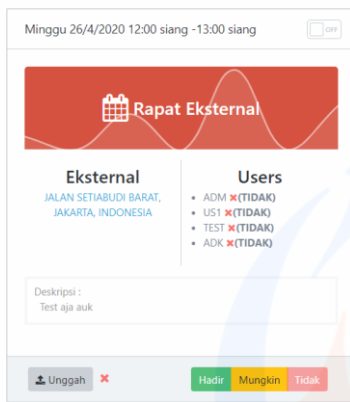 Minggu 26/4/2020 12:00 siang -13:00 siang
OFF
Rapat Eksternal
Eksternal
JALAN SETIABUDI BARAT,
JAKARTA, INDONESIA
Users
ADM ×(TIDAK)
US1 ×(TIDAK)
TEST ×(TIDAK)
ADK ×(TIDAK)
Deskripsi :
Test aja auk
Unggah
Hadir Mungkin Tidak